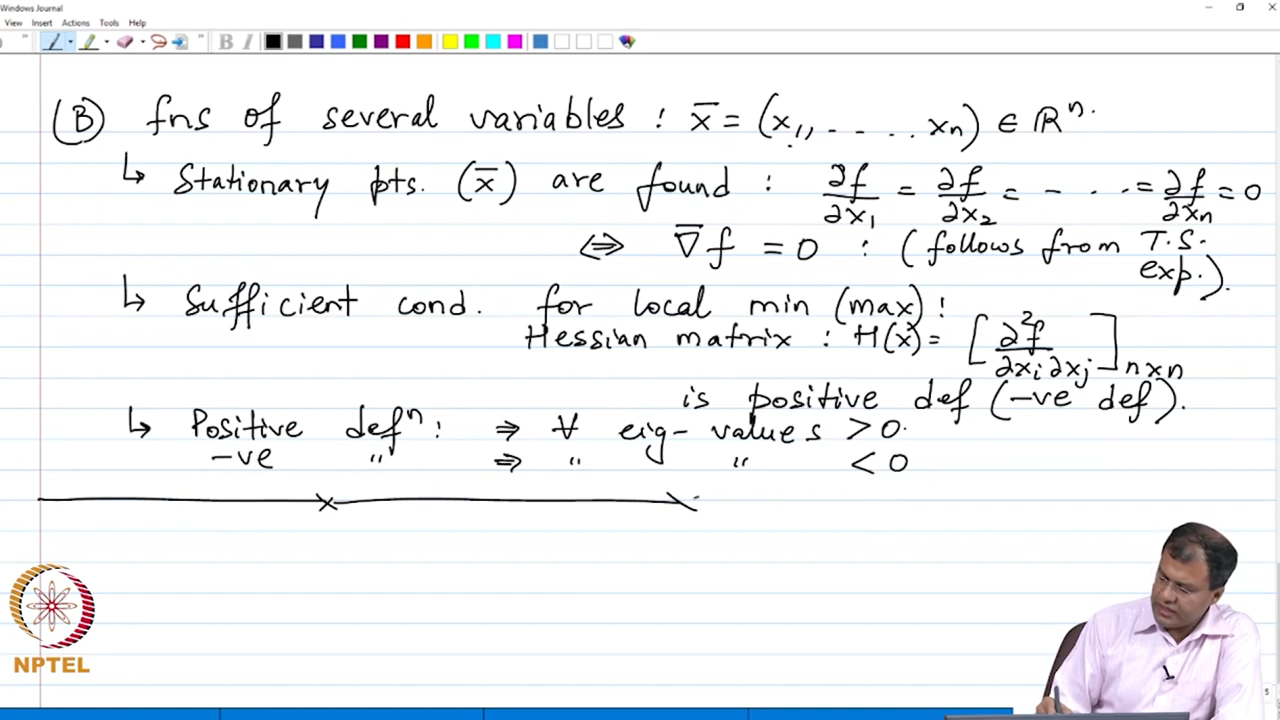 Windows Journal
View Insert Actions Tools Help
(B) fns of several variables : x̄ = (x₁, - - . . . xₙ) ∈ ℝⁿ.
↳ Stationary pts. (x̄) are found : ∂f/∂x₁ = ∂f/∂x₂ = - . . . = ∂f/∂xₙ = 0
⇔ ∇̄f = 0 : (follows from T.S. exp.).
↳ Sufficient cond. for local min (max) :
Hessian matrix : H(x̄) = [∂²f/∂xᵢ∂xⱼ]ₙₓₙ
is positive def (-ve def).
↳ Positive defⁿ : ⇒ ∀ eig-values > 0.
-ve " ⇒ " " < 0
NPTEL
5